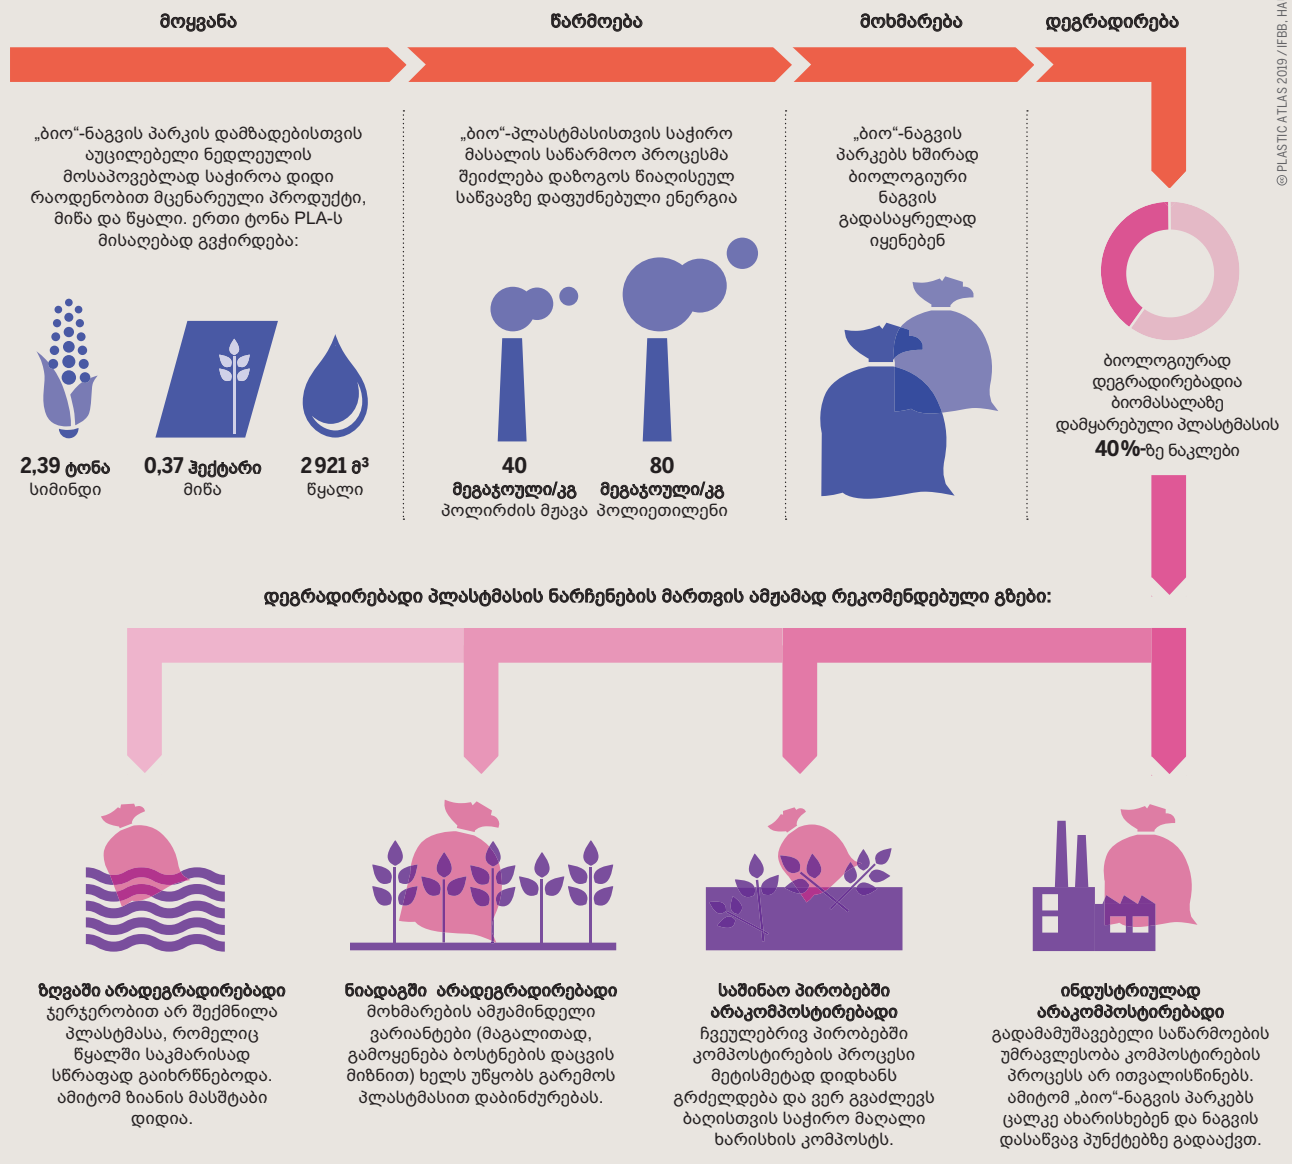 მოყვანა
წარმოება
მოხმარება
დეგრადირება
„ბიო“-ნაგვის პარკის დამზადებისთვის
აუცილებელი ნედლეულის
მოსაპოვებლად საჭიროა დიდი
რაოდენობით მცენარეული პროდუქტი,
მიწა და წყალი. ერთი ტონა PLA-ს
მისაღებად გვჭირდება:
2,39 ტონა
სიმინდი
0,37 ჰექტარი
მიწა
2 921 მ³
წყალი
„ბიო“-პლასტმასისთვის საჭირო
მასალის საწარმოო პროცესმა
შეიძლება დაზოგოს წიაღისეულ
საწვავზე დაფუძნებული ენერგია
40
მეგაჯოული/კგ
პოლირძის მჟავა
80
მეგაჯოული/კგ
პოლიეთილენი
„ბიო“-ნაგვის
პარკებს ხშირად
ბიოლოგიური
ნაგვის
გადასაყრელად
იყენებენ
ბიოლოგიურად
დეგრადირებადია
ბიომასალაზე
დამყარებული პლასტმასის
40%-ზე ნაკლები
© PLASTIC ATLAS 2019 / IFBB, HA
დეგრადირებადი პლასტმასის ნარჩენების მართვის ამჟამად რეკომენდებული გზები:
ზღვაში არადეგრადირებადი
ჯერჯერობით არ შექმნილა
პლასტმასა, რომელიც
წყალში საკმარისად
სწრაფად გაიხრწნებოდა.
ამიტომ ზიანის მასშტაბი
დიდია.
ნიადაგში არადეგრადირებადი
მოხმარების ამჟამინდელი
ვარიანტები (მაგალითად,
გამოყენება ბოსტნების დაცვის
მიზნით) ხელს უწყობს გარემოს
პლასტმასით დაბინძურებას.
საშინაო პირობებში
არაკომპოსტირებადი
ჩვეულებრივ პირობებში
კომპოსტირების პროცესი
მეტისმეტად დიდხანს
გრძელდება და ვერ გვაძლევს
ბაღისთვის საჭირო მაღალი
ხარისხის კომპოსტს.
ინდუსტრიულად
არაკომპოსტირებადი
გადამამუშავებელი საწარმოების
უმრავლესობა კომპოსტირების
პროცესს არ ითვალისწინებს.
ამიტომ „ბიო“-ნაგვის პარკებს
ცალკე ახარისხებენ და ნაგვის
დასაწვავ პუნქტებზე გადააქვთ.